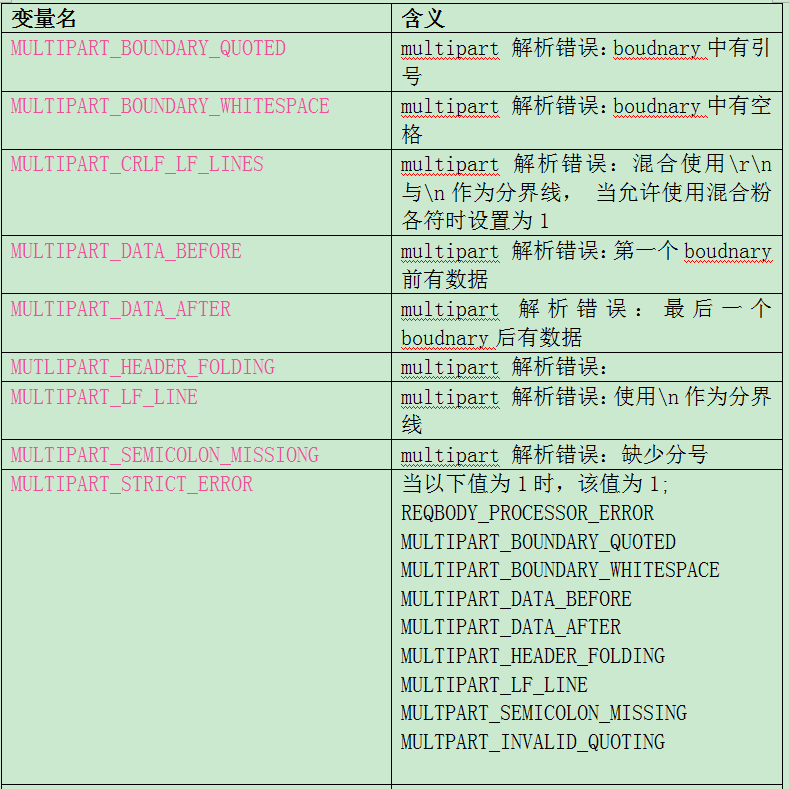 变量名 含义
MULTIPART_BOUNDARY_QUOTED multipart 解析错误：boudnary 中有引
号
MULTIPART_BOUNDARY_WHITESPACE multipart 解析错误：boudnary 中有空
格
MULTIPART_CRLF_LF_LINES multipart 解析错误：混合使用\r\n
与\n 作为分界线， 当允许使用混合粉
各符时设置为 1
MULTIPART_DATA_BEFORE multipart 解析错误：第一个 boudnary
前有数据
MULTIPART_DATA_AFTER multipart 解析错误：最后一个
boudnary 后有数据
MUTLIPART_HEADER_FOLDING multipart 解析错误：
MULTIPART_LF_LINE multipart 解析错误：使用\n 作为分界
线
MULTIPART_SEMICOLON_MISSIONG multipart 解析错误：缺少分号
MULTIPART_STRICT_ERROR 当以下值为 1 时，该值为 1;
REQBODY_PROCESSOR_ERROR
MULTIPART_BOUNDARY_QUOTED
MULTIPART_BOUNDARY_WHITESPACE
MULTIPART_DATA_BEFORE
MULTIPART_DATA_AFTER
MULTIPART_HEADER_FOLDING
MULTIPART_LF_LINE
MULTPART_SEMICOLON_MISSING
MULTPART_INVALID_QUOTING